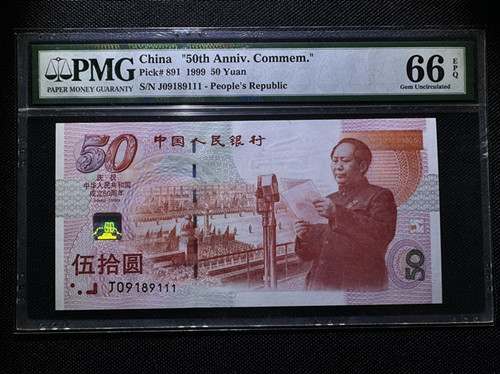 PMG
PAPER MONEY GUARANTY
China "50th Anniv. Commem."
Pick# 891 1999 50 Yuan
S/N J09189111 - People's Republic
66 EPQ
Gem Uncirculated
50
中国人民银行
庆祝
中华人民共和国
成立50周年
伍拾圆
J09189111
50